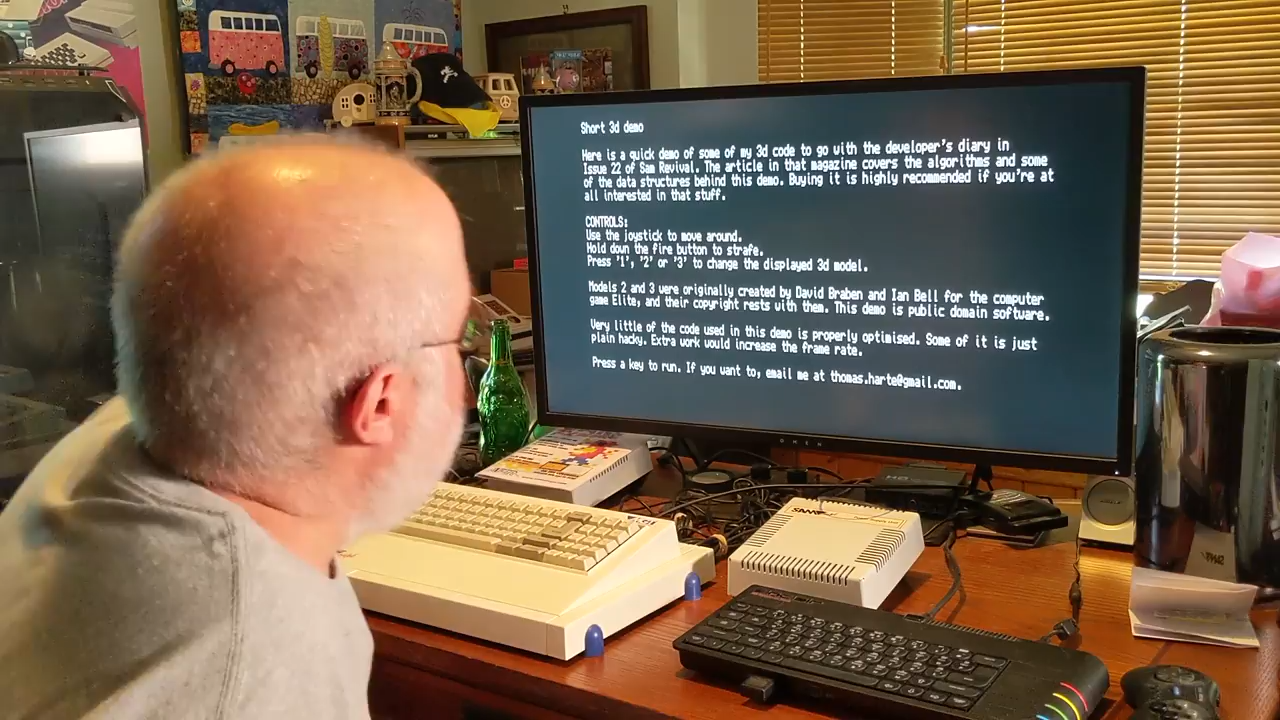 Short 3d demo
Here is a quick demo of some of my 3d code to go with the developer's diary in
Issue 22 of Sam Revival. The article in that magazine covers the algorithms and some
of the data structures behind this demo. Buying it is highly recommended if you're at
all interested in that stuff.
CONTROLS:
Use the joystick to move around.
Hold down the fire button to strafe.
Press '1', '2' or '3' to change the displayed 3d model.
Models 2 and 3 were originally created by David Braben and Ian Bell for the computer
game Elite, and their copyright rests with them. This demo is public domain software.
Very little of the code used in this demo is properly optimised. Some of it is just
plain hacky. Extra work would increase the frame rate.
Press a key to run. If you want to, email me at thomas.harte@gmail.com.
OMEN
SAM